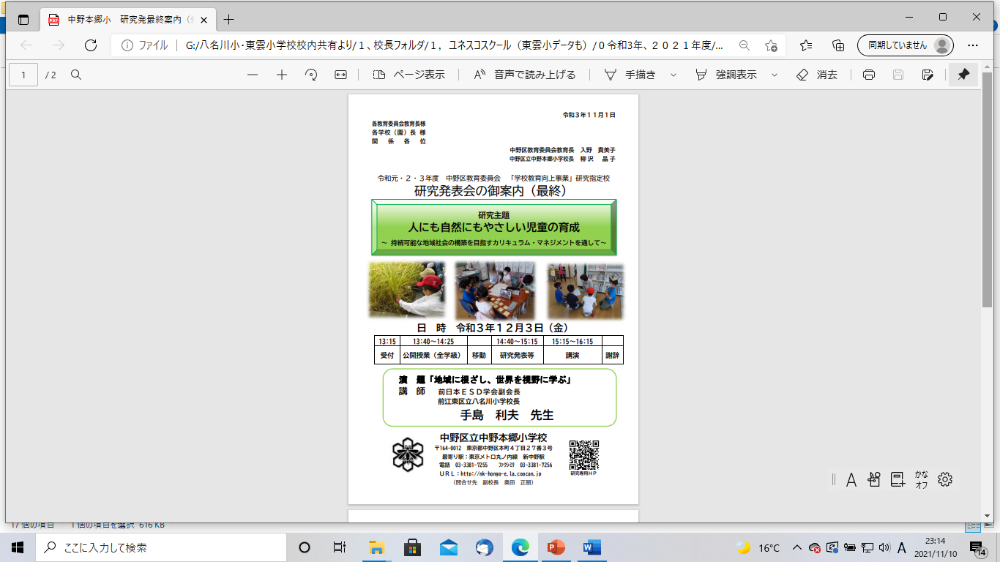 中野本郷小　研究発最終案内（
ファイル
G:/八名川小・東雲小学校校内共有より/１、校長フォルダ/１，ユネスコスクール（東雲小データも）/０令和3年、２０２１年度/...
同期していません
1 / 2
ページ表示
音声で読み上げる
手描き
強調表示
消去
令和３年１１月１日
各教育委員会教育長様
各学校（園）長 様
関　係　各　位
中野区教育委員会教育長　入野　貴美子
中野区立中野本郷小学校長　柳 沢　晶 子
令和元・２・３年度　中野区教育委員会　「学校教育向上事業」研究指定校
研究発表会の御案内（最終）
研究主題
人にも自然にもやさしい児童の育成
～ 持続可能な地域社会の構築を目指すカリキュラム・マネジメントを通して～
日　時　令和３年１２月３日（金）
13:15　13:40～14:25　14:40～15:15　15:15～16:15
受付　公開授業（全学級）　移動　研究発表等　講演　謝辞
演　題「地域に根ざし、世界を視野に学ぶ」
講　師　前日本ＥＳＤ学会副会長
前江東区立八名川小学校長
手島　利夫　先生
中野区立中野本郷小学校
〒164-0012　東京都中野区本町４丁目２７番３号
最寄り駅：東京メトロ丸ノ内線　新中野駅
電話　03-3381-7255　ﾌｧｸｼﾐﾘ　03-3381-7256
ＵＲＬ：http://nk-hongo-e.la.coocan.jp
（問合せ先　副校長　奥田　正朋）
研究専用ＨＰ
A
かな
オフ
17 個の項目　1 個の項目を選択　616 KB
ここに入力して検索
16°C
A
23:14
2021/11/10
14